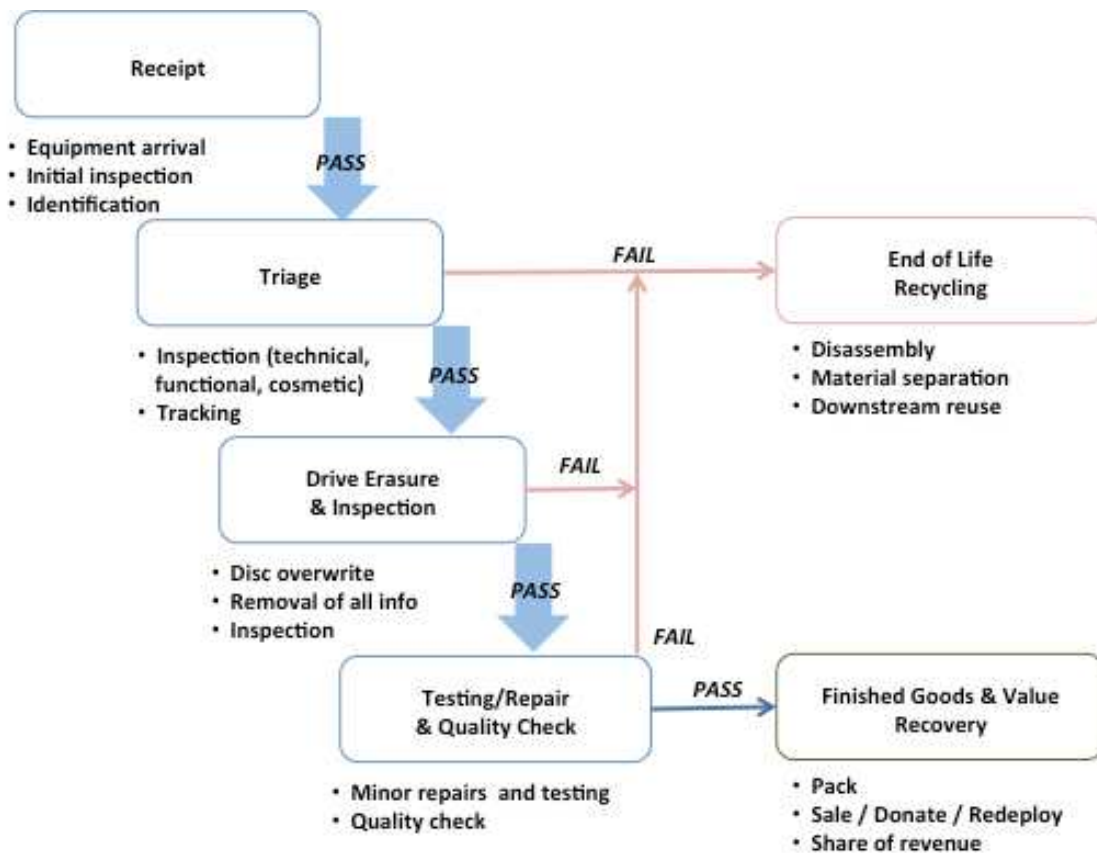 Receipt
• Equipment arrival
• Initial inspection
• Identification
PASS
Triage
FAIL
End of Life
Recycling
• Inspection (technical,
functional, cosmetic)
• Tracking
PASS
• Disassembly
• Material separation
• Downstream reuse
Drive Erasure
& Inspection
FAIL
• Disc overwrite
• Removal of all info
• Inspection
PASS
FAIL
Testing/Repair
& Quality Check
PASS
Finished Goods & Value
Recovery
• Minor repairs and testing
• Quality check
• Pack
• Sale / Donate / Redeploy
• Share of revenue